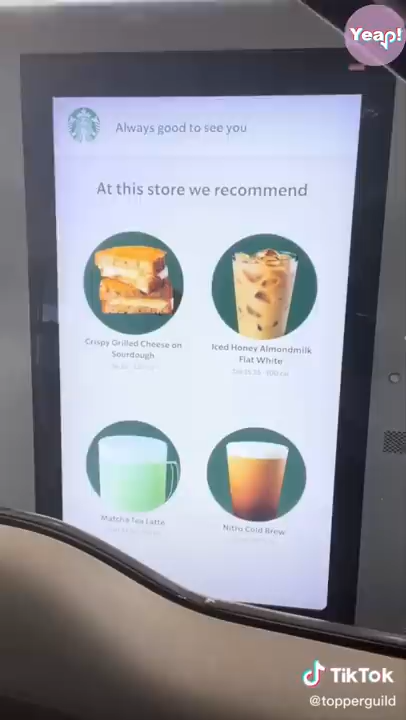 Yeap!
Always good to see you
At this store we recommend
Crispy Grilled Cheese on
Sourdough
Iced Honey Almondmilk
Flat White
Matcha Tea Latte
Nitro Cold Brew
TikTok
@topperguild